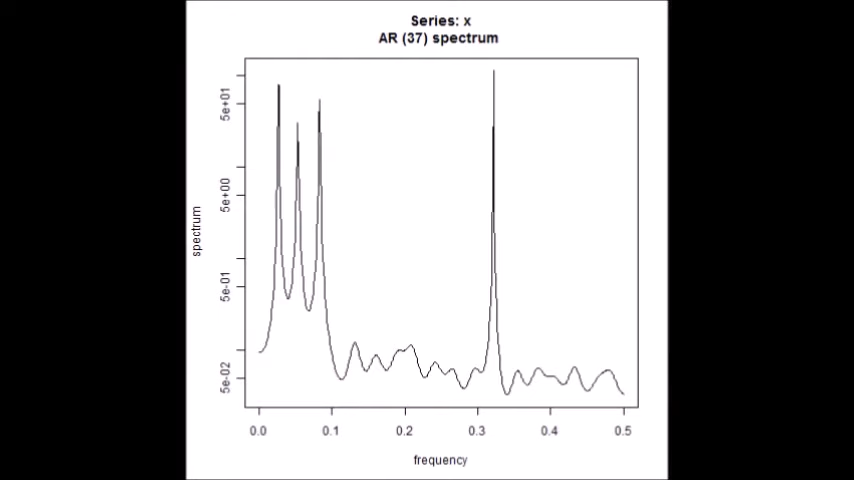 Series: x
AR (37) spectrum
5e+01
5e+00
5e-01
5e-02
spectrum
0.0 0.1 0.2 0.3 0.4 0.5
frequency